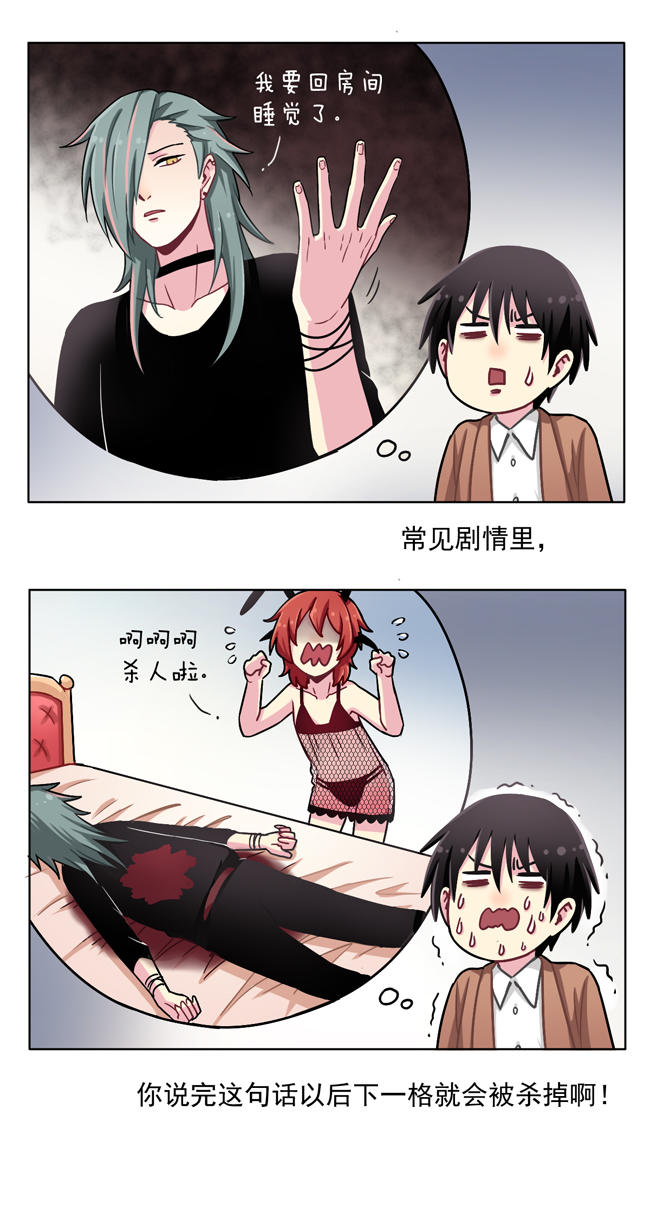 我要回房间
睡觉了。
常见剧情里，
啊啊啊
杀人啦。
你说完这句话以后下一格就会被杀掉啊！